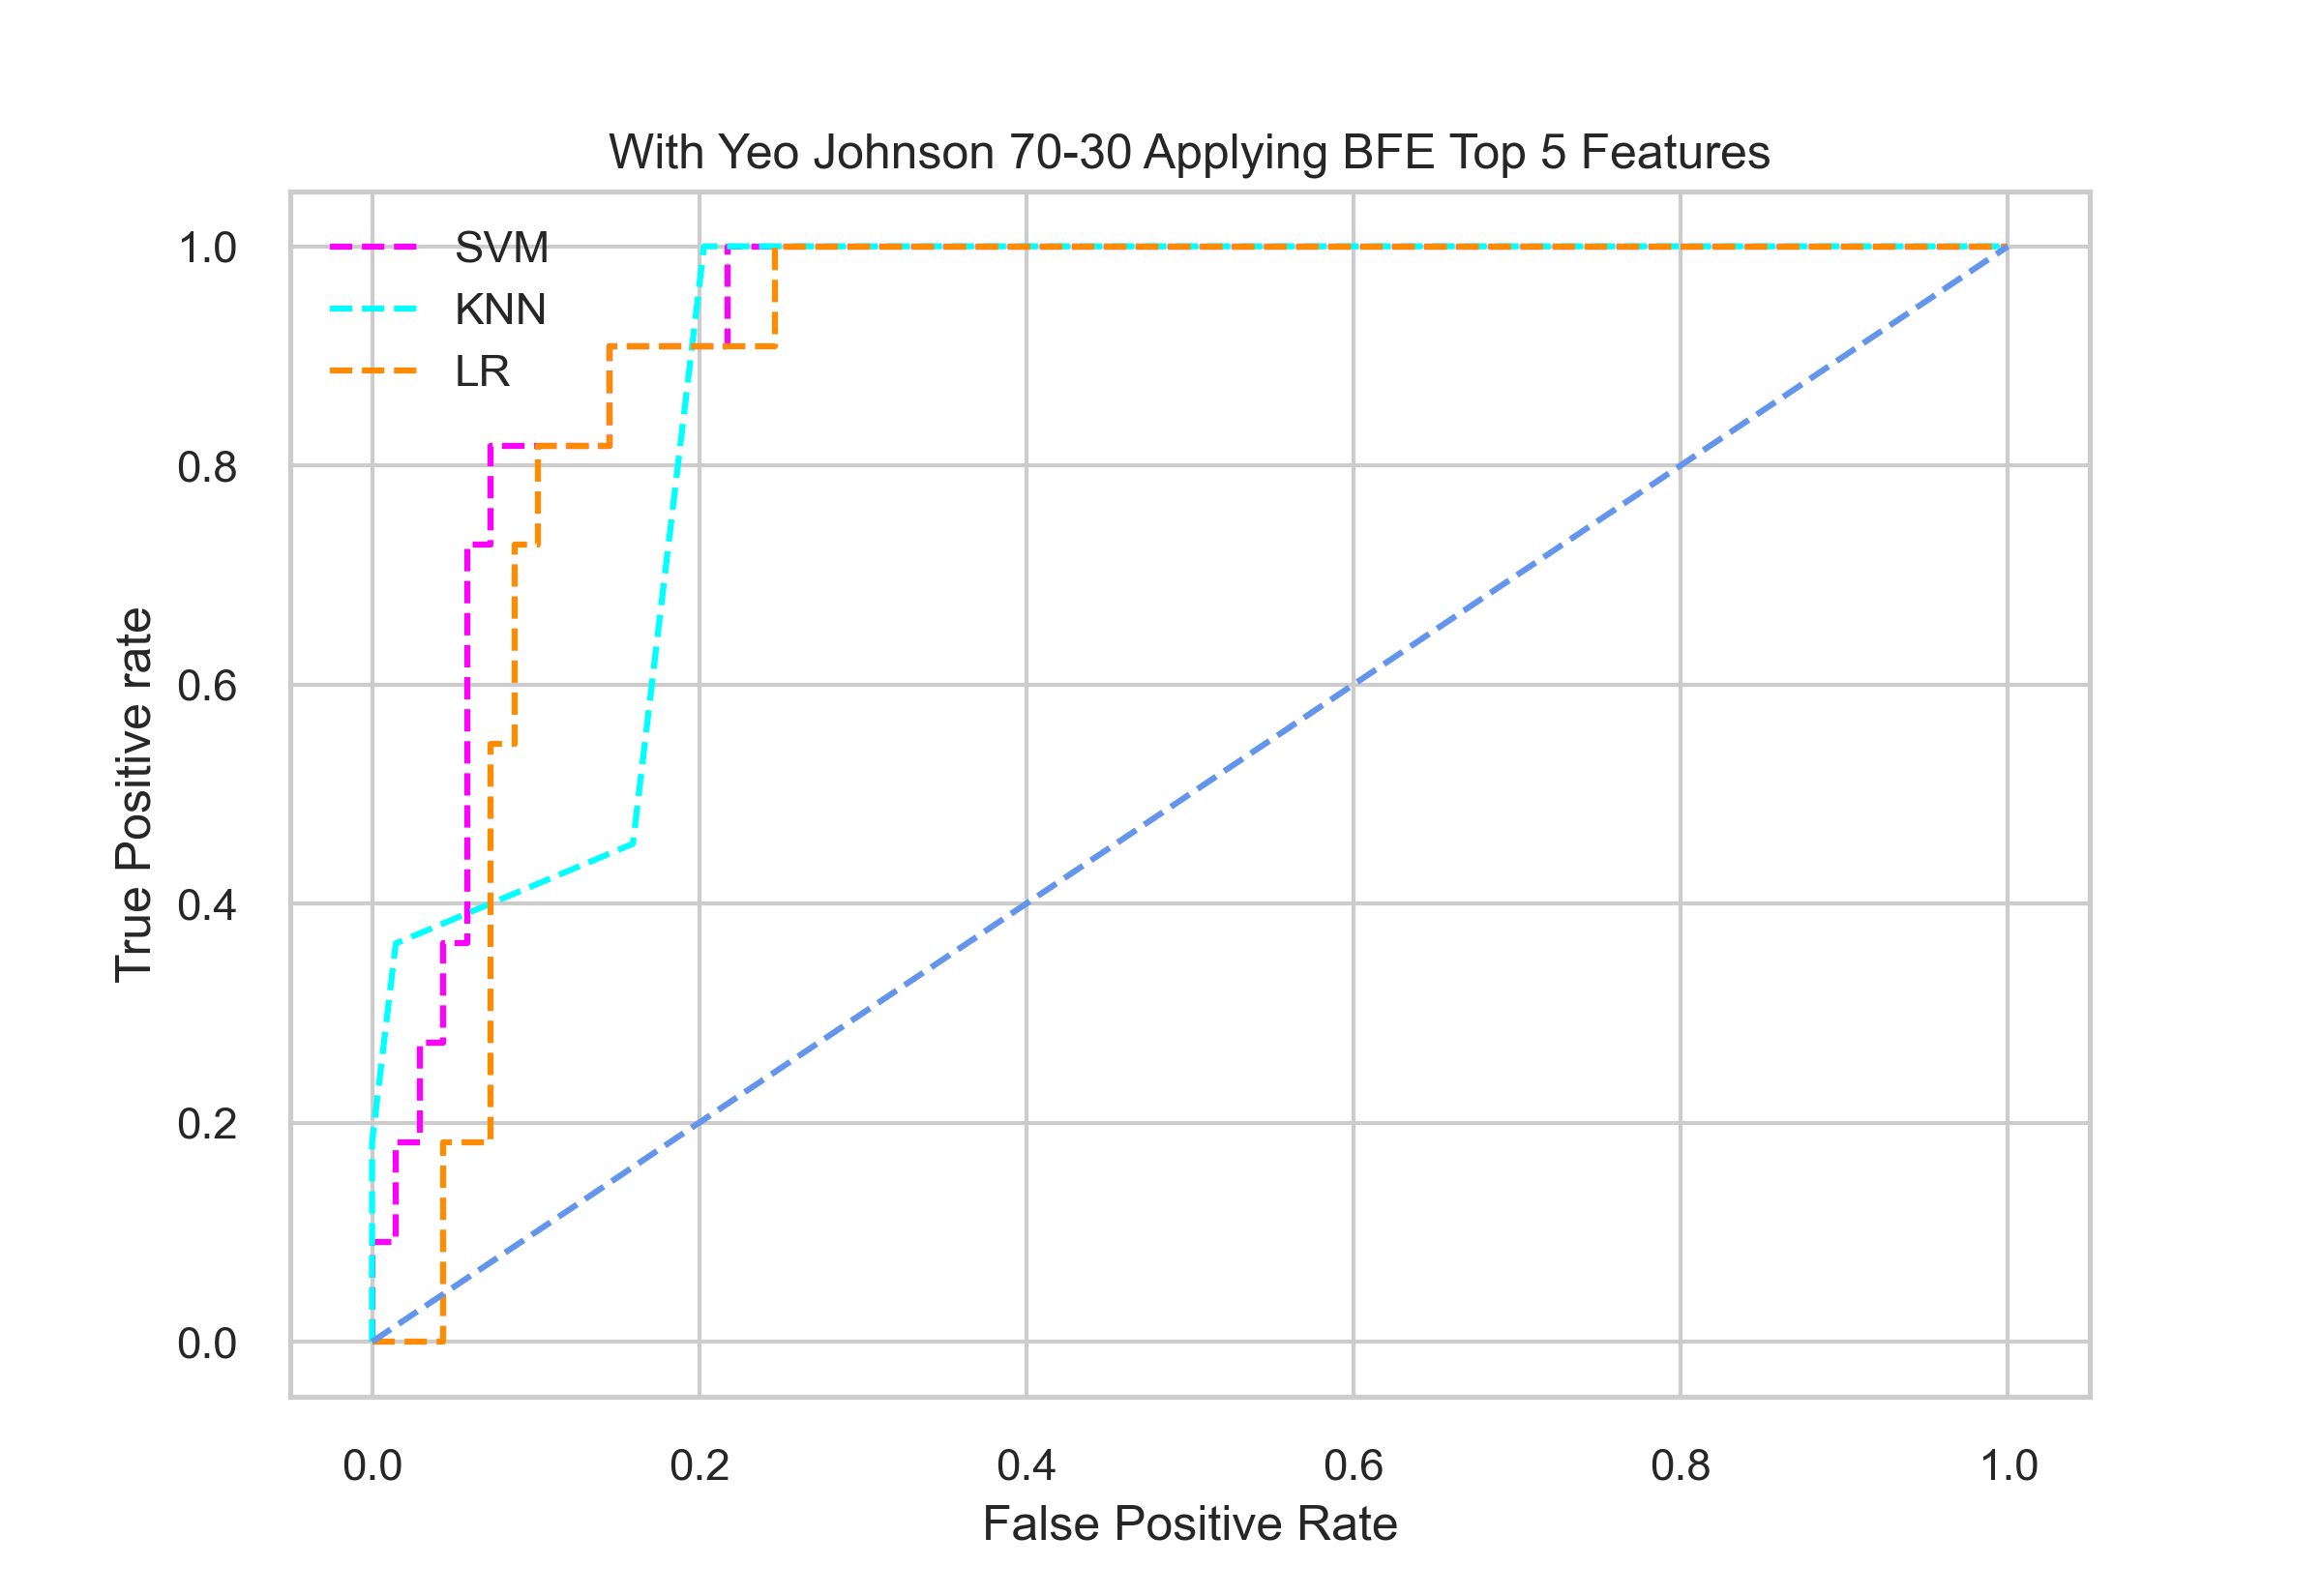 With Yeo Johnson 70-30 Applying BFE Top 5 Features
SVM
KNN
LR
1.0
0.8
0.6
0.4
0.2
0.0
True Positive rate
0.0 0.2 0.4 0.6 0.8 1.0
False Positive Rate